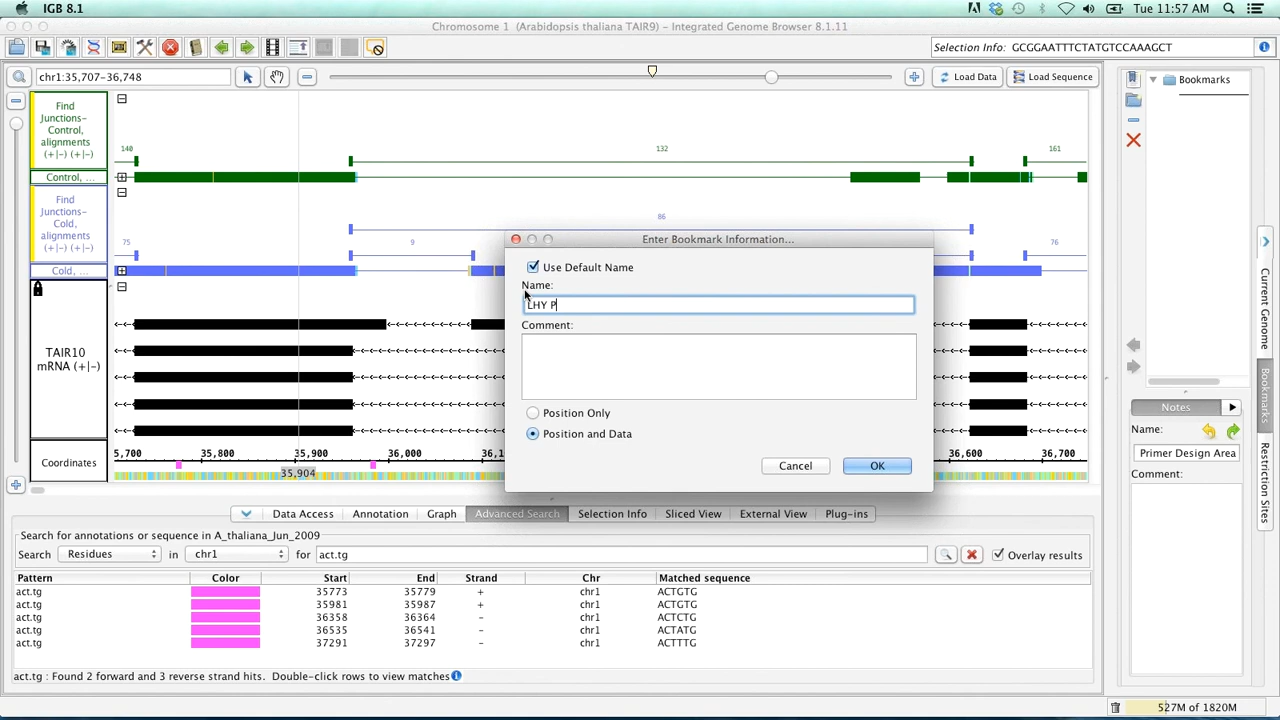 IGB 8.1
Tue 11:57 AM
Chromosome 1 (Arabidopsis thaliana TAIR9) - Integrated Genome Browser 8.1.11
Selection Info: GCGGAATTTCTATGTCCAAAGCT
chr1:35,707-36,748
Load Data
Load Sequence
Bookmarks
Find
Junctions-
Control,
alignments
(+|-) (+|-)
140
132
161
Control, ...
Find
Junctions-
Cold,
alignments
(+|-) (+|-)
75
9
86
76
Cold, ...
TAIR10
mRNA (+|-)
Coordinates
5,700
35,800
35,900
36,000
36,1
36,600
36,700
35,904
Enter Bookmark Information...
Use Default Name
Name:
LHY P
Comment:
Position Only
Position and Data
Cancel
OK
Current Genome
Bookmarks
Restriction Sites
Notes
Name:
Primer Design Area
Comment:
Data Access
Annotation
Graph
Advanced Search
Selection Info
Sliced View
External View
Plug-ins
Search for annotations or sequence in A_thaliana_Jun_2009
Search Residues in chr1 for act.tg
Overlay results
Pattern Color Start End Strand Chr Matched sequence
act.tg 35773 35779 + chr1 ACTGTG
act.tg 35981 35987 + chr1 ACTGTG
act.tg 36358 36364 - chr1 ACTCTG
act.tg 36535 36541 - chr1 ACTATG
act.tg 37291 37297 - chr1 ACTTTG
act.tg : Found 2 forward and 3 reverse strand hits. Double-click rows to view matches
527M of 1820M